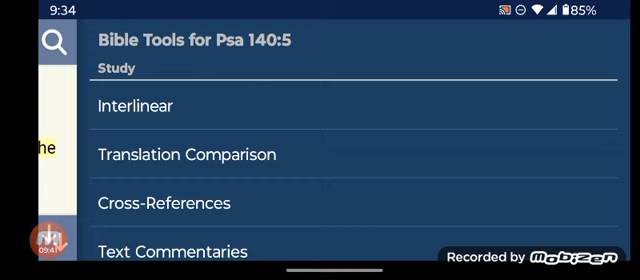 9:34
85%
Bible Tools for Psa 140:5
Study
Interlinear
he
Translation Comparison
Cross-References
09:41
Text Commentaries
Recorded by Mobizen